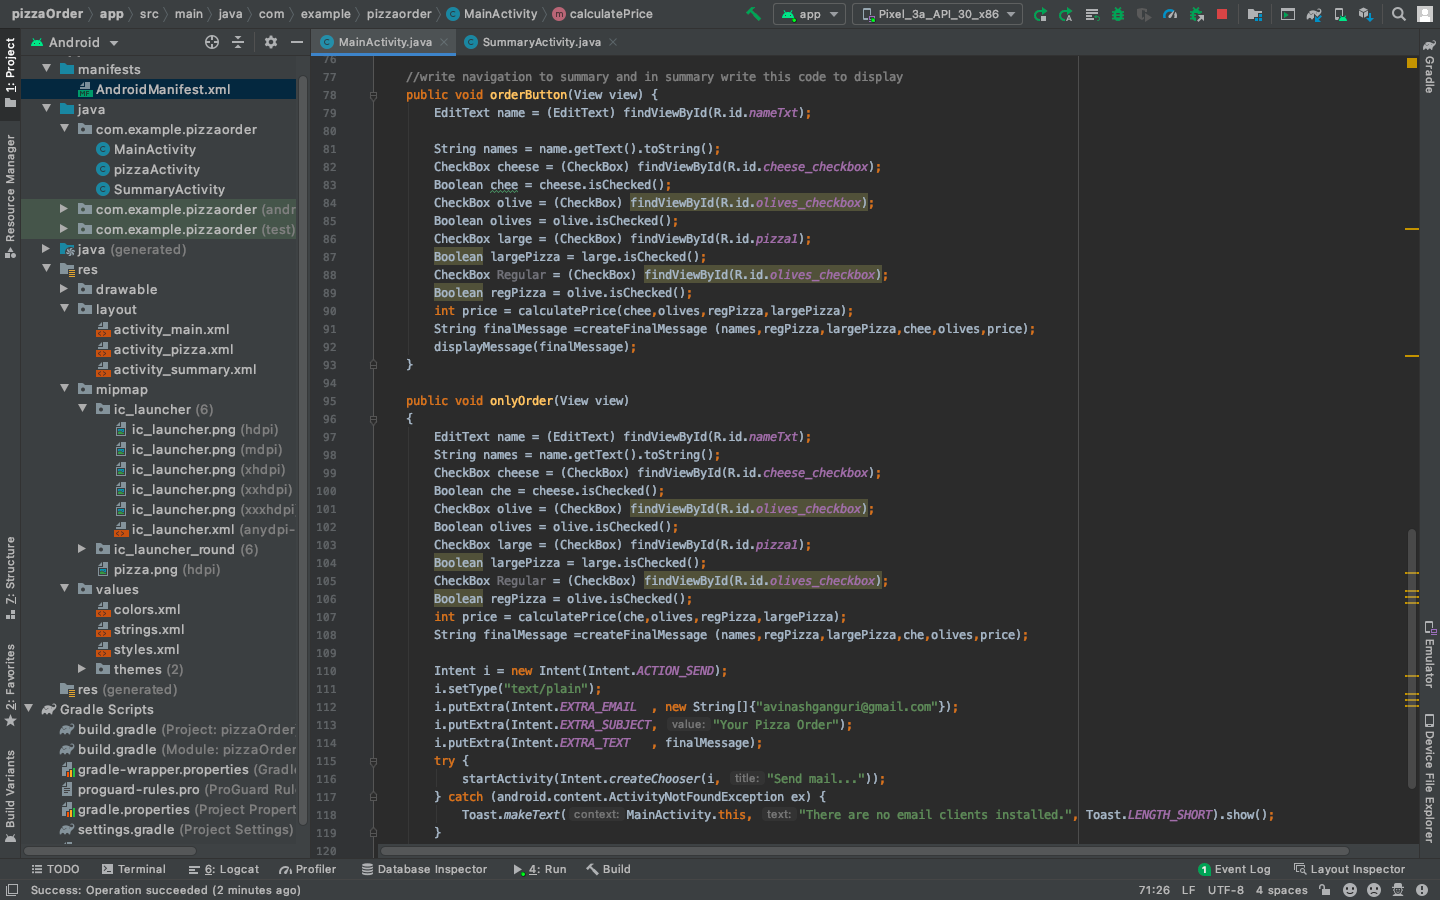 pizzaOrder › app › src › main › java › com › example › pizzaorder › MainActivity › calculatePrice
app
Pixel_3a_API_30_x86
Android
MainActivity.java
SummaryActivity.java
1: Project
Resource Manager
Z: Structure
2: Favorites
Build Variants
manifests
AndroidManifest.xml
java
com.example.pizzaorder
MainActivity
pizzaActivity
SummaryActivity
com.example.pizzaorder (andr
com.example.pizzaorder (test)
java (generated)
res
drawable
layout
activity_main.xml
activity_pizza.xml
activity_summary.xml
mipmap
ic_launcher (6)
ic_launcher.png (hdpi)
ic_launcher.png (mdpi)
ic_launcher.png (xhdpi)
ic_launcher.png (xxhdpi)
ic_launcher.png (xxxhdpi)
ic_launcher.xml (anydpi-
ic_launcher_round (6)
pizza.png (hdpi)
values
colors.xml
strings.xml
styles.xml
themes (2)
res (generated)
Gradle Scripts
build.gradle (Project: pizzaOrder
build.gradle (Module: pizzaOrder
gradle-wrapper.properties (Gradl
proguard-rules.pro (ProGuard Rul
gradle.properties (Project Propert
settings.gradle (Project Settings)
76
77 //write navigation to summary and in summary write this code to display
78 public void orderButton(View view) {
79 EditText name = (EditText) findViewById(R.id.nameTxt);
80
81 String names = name.getText().toString();
82 CheckBox cheese = (CheckBox) findViewById(R.id.cheese_checkbox);
83 Boolean chee = cheese.isChecked();
84 CheckBox olive = (CheckBox) findViewById(R.id.olives_checkbox);
85 Boolean olives = olive.isChecked();
86 CheckBox large = (CheckBox) findViewById(R.id.pizza1);
87 Boolean largePizza = large.isChecked();
88 CheckBox Regular = (CheckBox) findViewById(R.id.olives_checkbox);
89 Boolean regPizza = olive.isChecked();
90 int price = calculatePrice(chee,olives,regPizza,largePizza);
91 String finalMessage =createFinalMessage (names,regPizza,largePizza,chee,olives,price);
92 displayMessage(finalMessage);
93 }
94
95 public void onlyOrder(View view)
96 {
97 EditText name = (EditText) findViewById(R.id.nameTxt);
98 String names = name.getText().toString();
99 CheckBox cheese = (CheckBox) findViewById(R.id.cheese_checkbox);
100 Boolean che = cheese.isChecked();
101 CheckBox olive = (CheckBox) findViewById(R.id.olives_checkbox);
102 Boolean olives = olive.isChecked();
103 CheckBox large = (CheckBox) findViewById(R.id.pizza1);
104 Boolean largePizza = large.isChecked();
105 CheckBox Regular = (CheckBox) findViewById(R.id.olives_checkbox);
106 Boolean regPizza = olive.isChecked();
107 int price = calculatePrice(che,olives,regPizza,largePizza);
108 String finalMessage =createFinalMessage (names,regPizza,largePizza,che,olives,price);
109
110 Intent i = new Intent(Intent.ACTION_SEND);
111 i.setType("text/plain");
112 i.putExtra(Intent.EXTRA_EMAIL , new String[]{"avinashganguri@gmail.com"});
113 i.putExtra(Intent.EXTRA_SUBJECT, value: "Your Pizza Order");
114 i.putExtra(Intent.EXTRA_TEXT , finalMessage);
115 try {
116 startActivity(Intent.createChooser(i, title: "Send mail..."));
117 } catch (android.content.ActivityNotFoundException ex) {
118 Toast.makeText( context: MainActivity.this, text: "There are no email clients installed.", Toast.LENGTH_SHORT).show();
119 }
120
Gradle
Emulator
Device File Explorer
TODO
Terminal
6: Logcat
Profiler
Database Inspector
4: Run
Build
1 Event Log
Layout Inspector
Success: Operation succeeded (2 minutes ago)
71:26 LF UTF-8 4 spaces